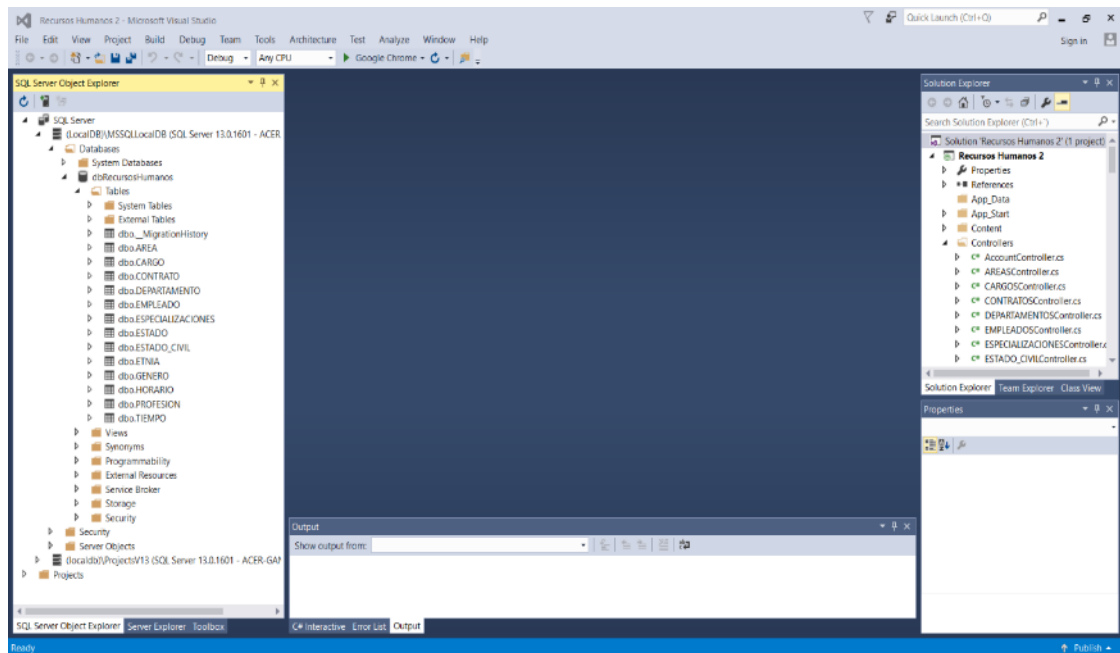 Recursos Humanos 2 - Microsoft Visual Studio
Quick Launch (Ctrl+Q)
File Edit View Project Build Debug Team Tools Architecture Test Analyze Window Help
Sign in
Debug Any CPU Google Chrome
SQL Server Object Explorer
SQL Server
(LocalDB)\MSSQLLocalDB (SQL Server 13.0.1601 - ACER
Databases
System Databases
dbRecursosHumanos
Tables
System Tables
External Tables
dbo.__MigrationHistory
dbo.AREA
dbo.CARGO
dbo.CONTRATO
dbo.DEPARTAMENTO
dbo.EMPLEADO
dbo.ESPECIALIZACIONES
dbo.ESTADO
dbo.ESTADO_CIVIL
dbo.ETNIA
dbo.GENERO
dbo.HORARIO
dbo.PROFESION
dbo.TIEMPO
Views
Synonyms
Programmability
External Resources
Service Broker
Storage
Security
Security
Server Objects
(localdb)\ProjectsV13 (SQL Server 13.0.1601 - ACER-GAM
Projects
SQL Server Object Explorer Server Explorer Toolbox
Output
Show output from:
C# Interactive Error List Output
Solution Explorer
Search Solution Explorer (Ctrl+')
Solution 'Recursos Humanos 2' (1 project)
Recursos Humanos 2
Properties
References
App_Data
App_Start
Content
Controllers
C# AccountController.cs
C# AREASController.cs
C# CARGOSController.cs
C# CONTRATOSController.cs
C# DEPARTAMENTOSController.cs
C# EMPLEADOSController.cs
C# ESPECIALIZACIONESController.c
C# ESTADO_CIVILController.cs
Solution Explorer Team Explorer Class View
Properties
Ready
Publish